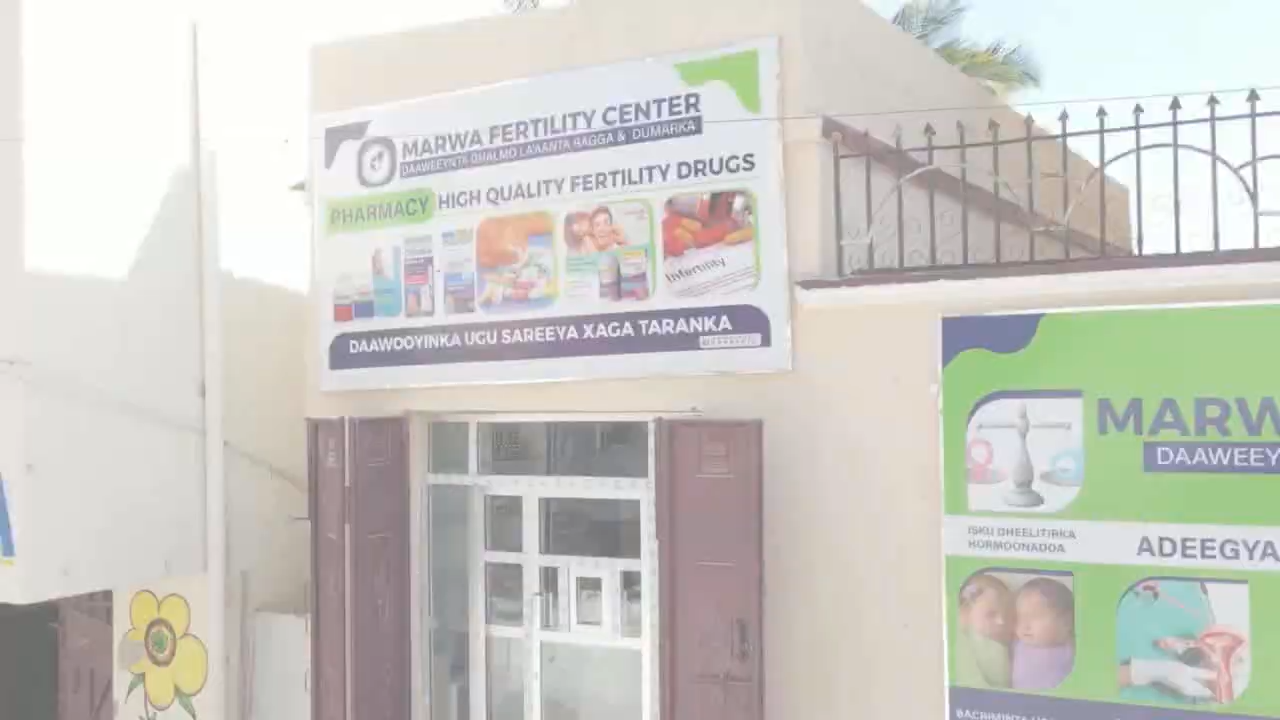 MARWA FERTILITY CENTER
DAAWEEYNTA DHALMO LA'AANTA RAGGA & DUMARKA
PHARMACY HIGH QUALITY FERTILITY DRUGS
Infertility
DAAWOOYINKA UGU SAREEYA XAGA TARANKA
MARW
DAAWEEY
ISKU DHEELITIRKA
HORMOONADOA
ADEEGYA
BACRIMINTA